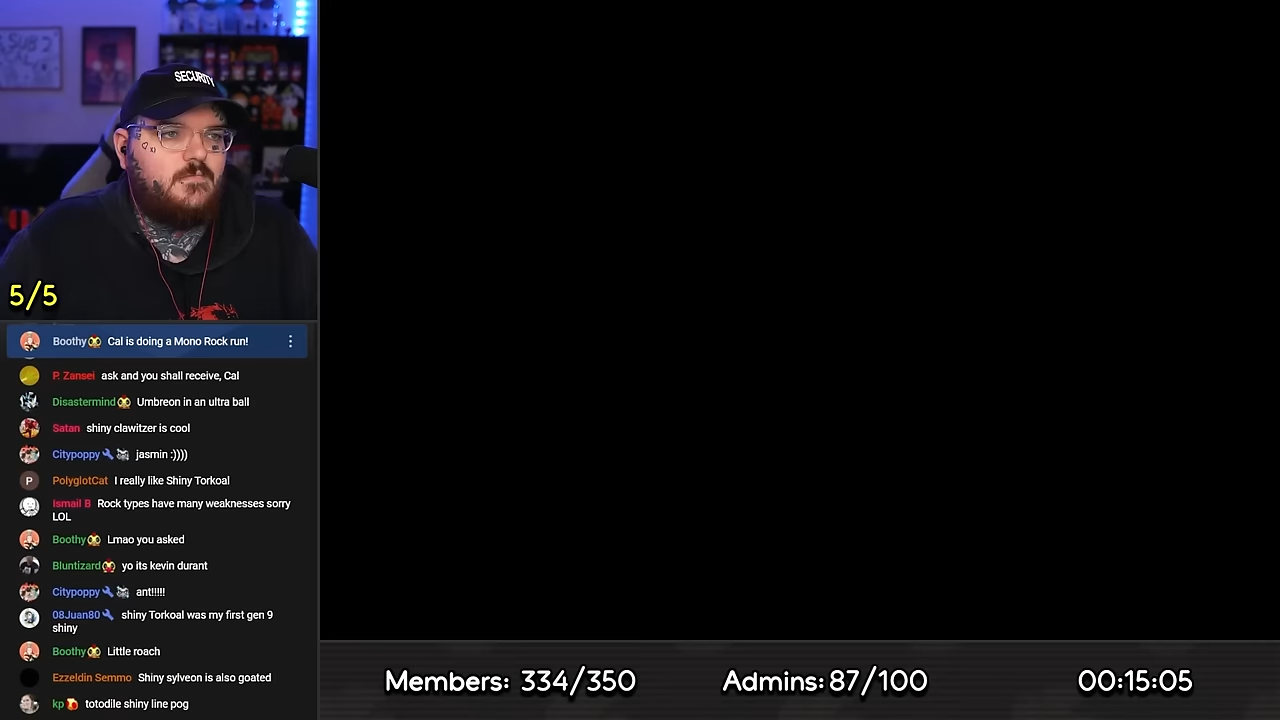 SECURITY
5/5
Boothy Cal is doing a Mono Rock run!
P. Zansei ask and you shall receive, Cal
Disastermind Umbreon in an ultra ball
Satan shiny clawitzer is cool
Citypoppy jasmin :))))
P PolyglotCat I really like Shiny Torkoal
Ismail B Rock types have many weaknesses sorry
LOL
Boothy Lmao you asked
Bluntizard yo its kevin durant
Citypoppy ant!!!!!
08Juan80 shiny Torkoal was my first gen 9
shiny
Boothy Little roach
Ezzeldin Semmo Shiny sylveon is also goated
kp totodile shiny line pog
Members: 334/350
Admins: 87/100
00:15:05